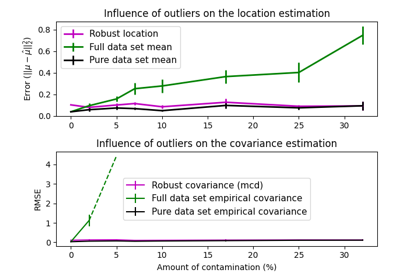 Influence of outliers on the location estimation
0.8
0.6
0.4
0.2
0.0
Error (||μ − μ̂||₂²)
Robust location
Full data set mean
Pure data set mean
0 5 10 15 20 25 30
Influence of outliers on the covariance estimation
4
3
2
1
0
RMSE
Robust covariance (mcd)
Full data set empirical covariance
Pure data set empirical covariance
0 5 10 15 20 25 30
Amount of contamination (%)